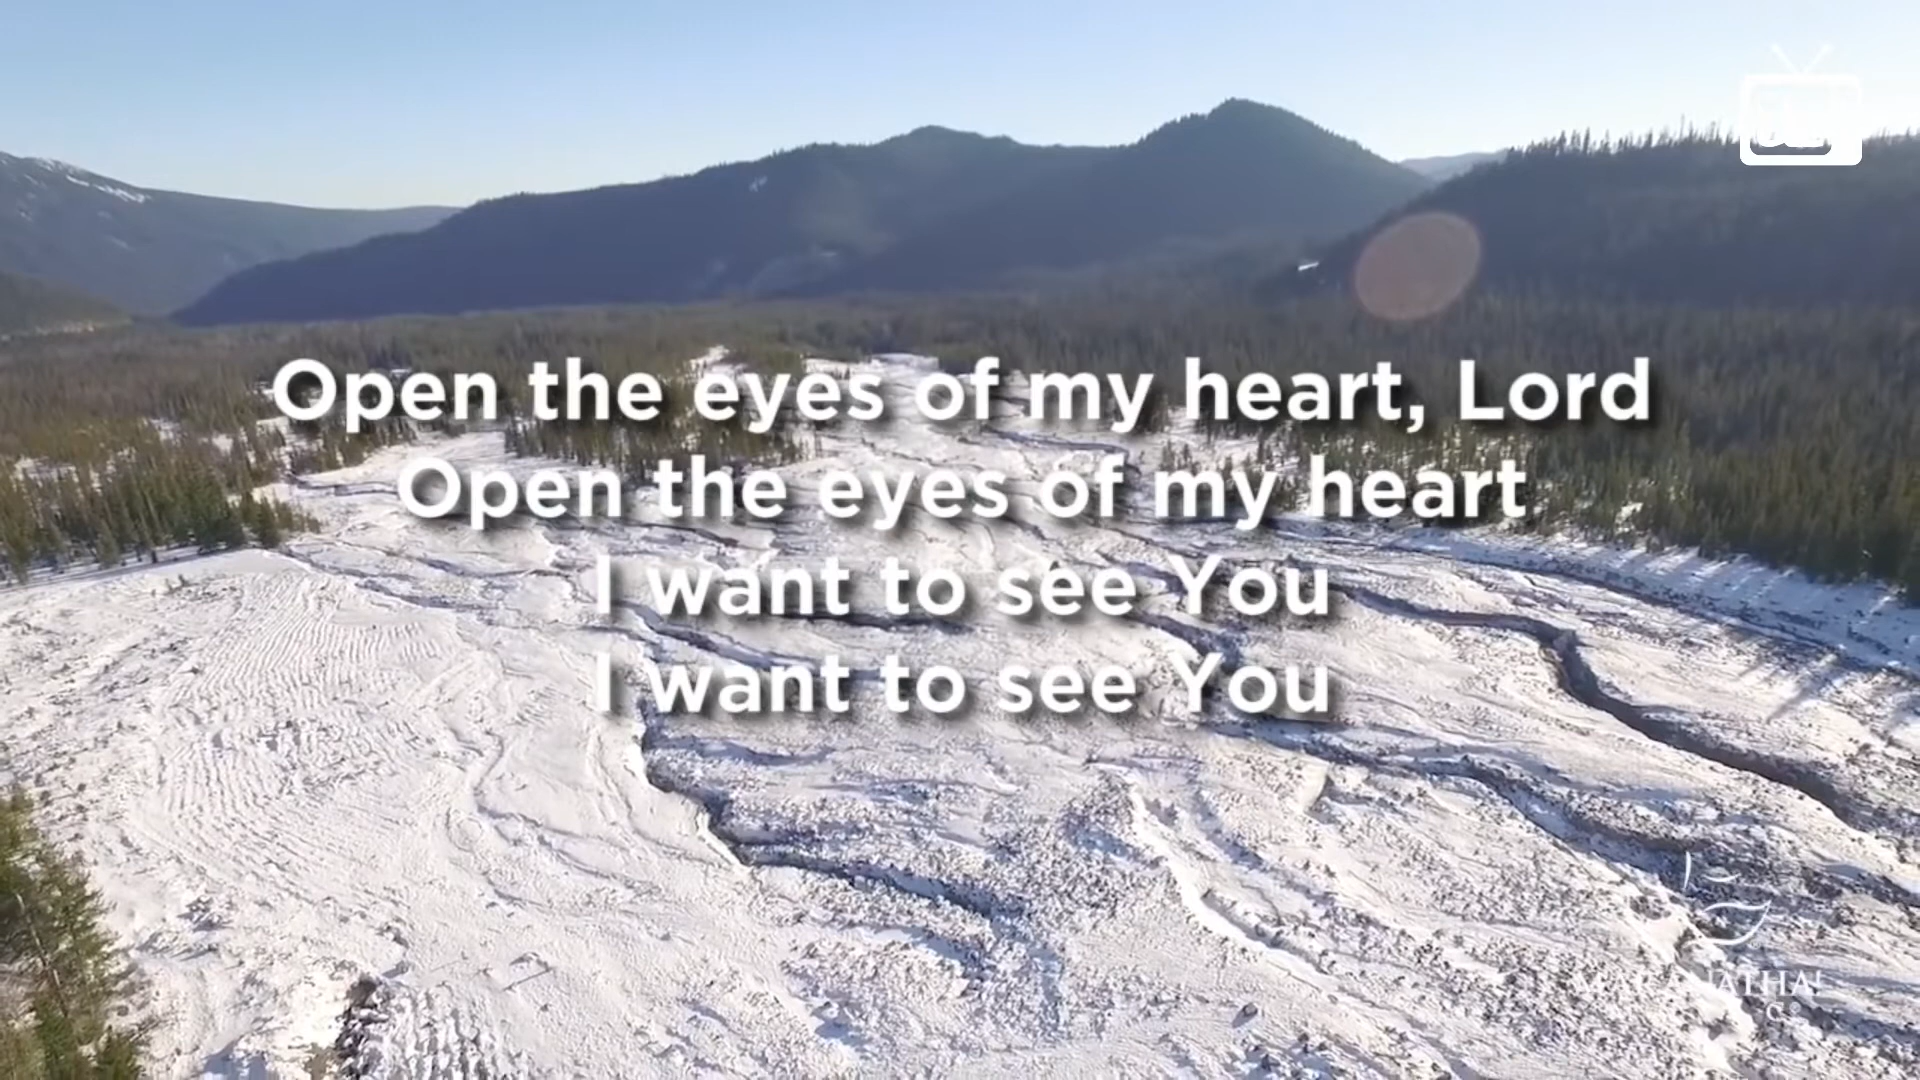 Open the eyes of my heart, Lord
Open the eyes of my heart
I want to see You
I want to see You
MARANATHA!